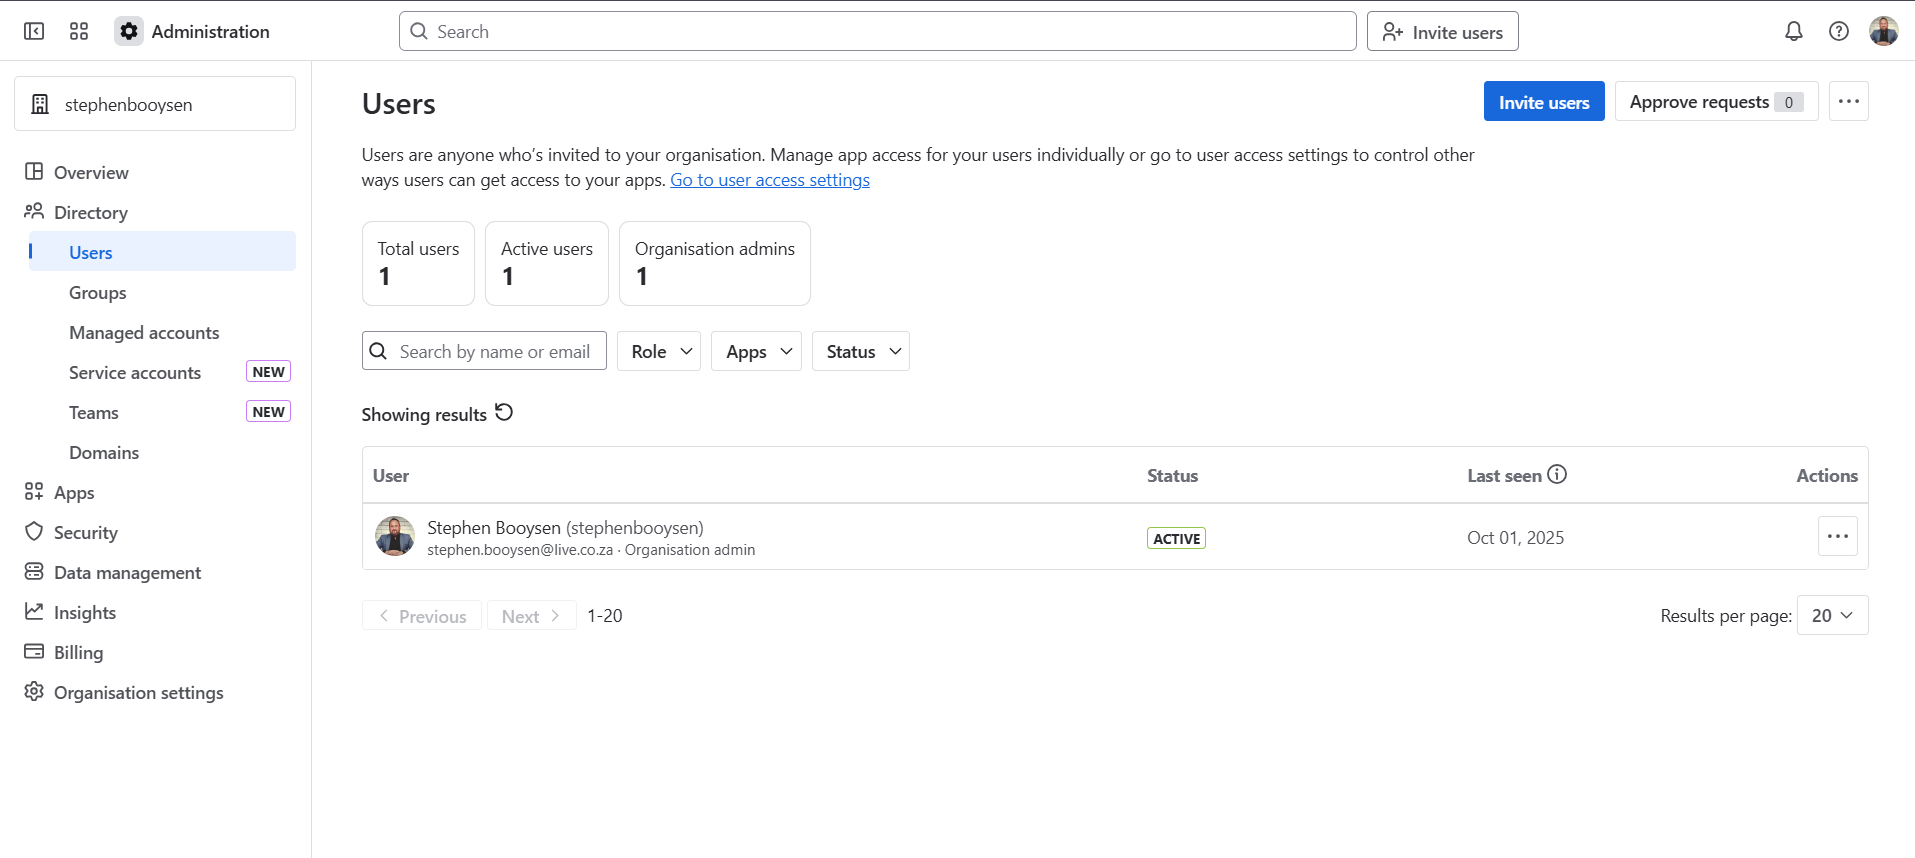 Administration
Search
Invite users
stephenbooysen
Overview
Directory
Users
Groups
Managed accounts
Service accounts NEW
Teams NEW
Domains
Apps
Security
Data management
Insights
Billing
Organisation settings
Users
Invite users
Approve requests 0
Users are anyone who’s invited to your organisation. Manage app access for your users individually or go to user access settings to control other
ways users can get access to your apps. Go to user access settings
Total users
1
Active users
1
Organisation admins
1
Search by name or email
Role
Apps
Status
Showing results
User Status Last seen Actions
Stephen Booysen (stephenbooysen)
stephen.booysen@live.co.za · Organisation admin
ACTIVE
Oct 01, 2025
Previous Next 1-20
Results per page: 20